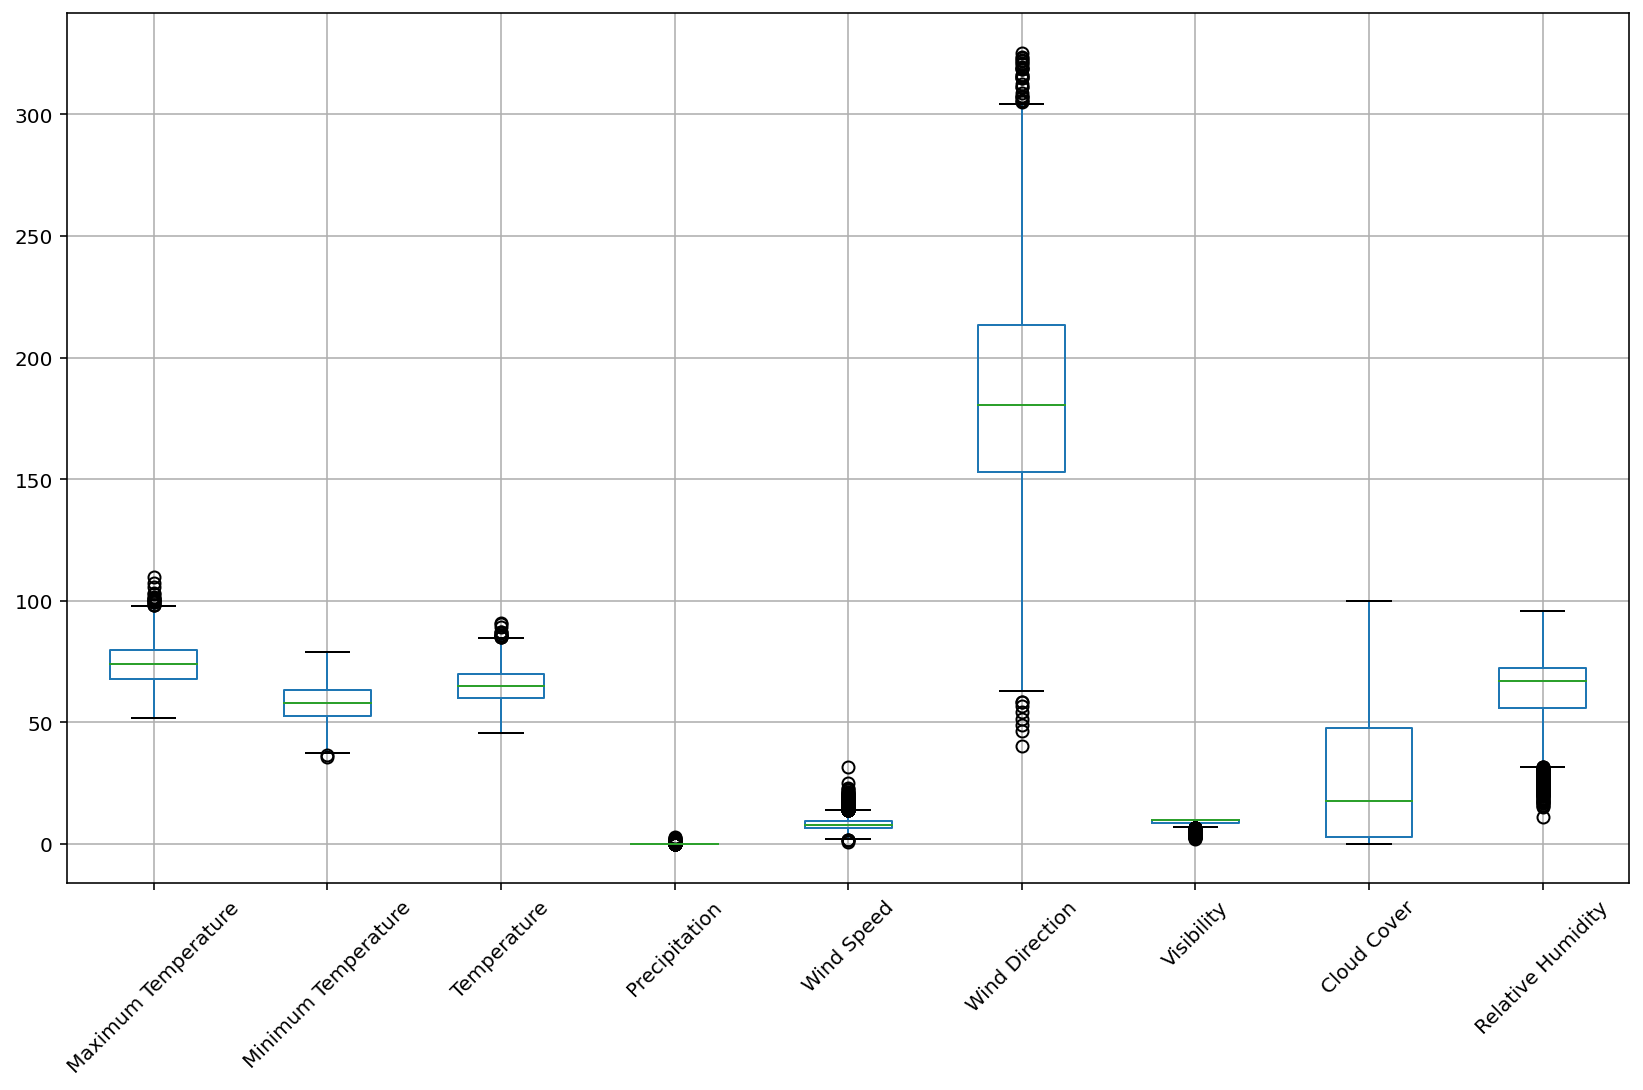 300
250
200
150
100
50
0
Maximum Temperature
Minimum Temperature
Temperature
Precipitation
Wind Speed
Wind Direction
Visibility
Cloud Cover
Relative Humidity